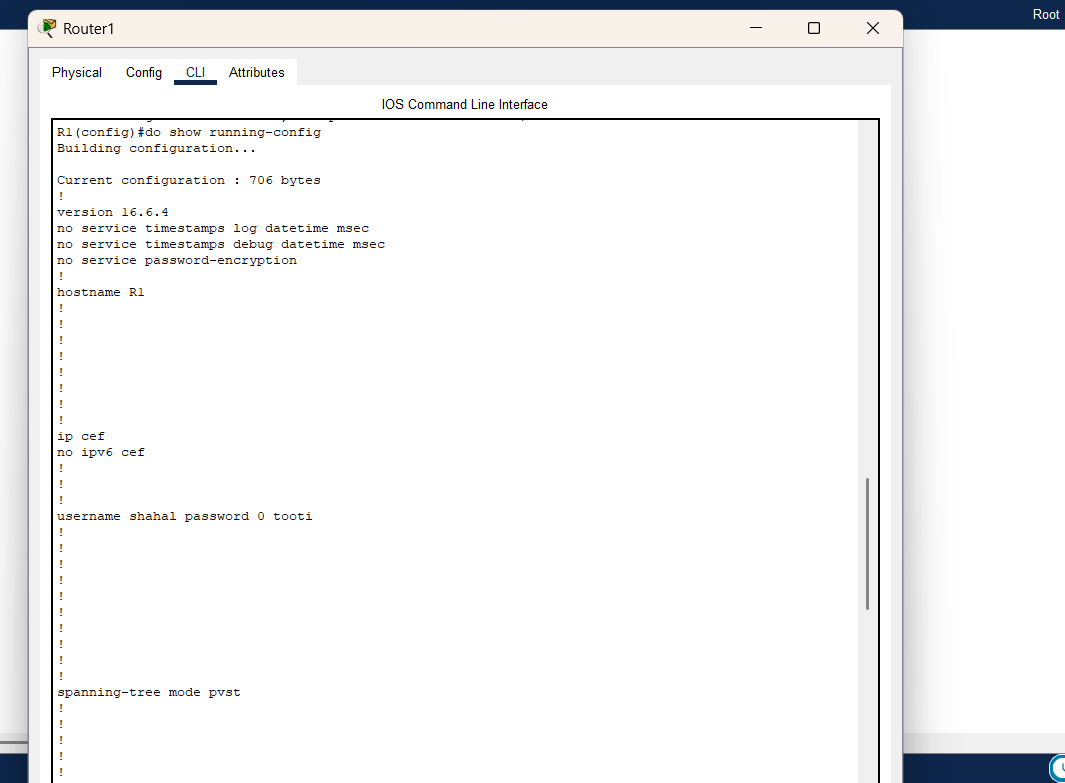 Root
Router1
Physical Config CLI Attributes
IOS Command Line Interface
R1(config)#do show running-config
Building configuration...
Current configuration : 706 bytes
!
version 16.6.4
no service timestamps log datetime msec
no service timestamps debug datetime msec
no service password-encryption
!
hostname R1
!
!
!
!
!
!
!
!
ip cef
no ipv6 cef
!
!
!
username shahal password 0 tooti
!
!
!
!
!
!
!
!
!
!
spanning-tree mode pvst
!
!
!
!
!